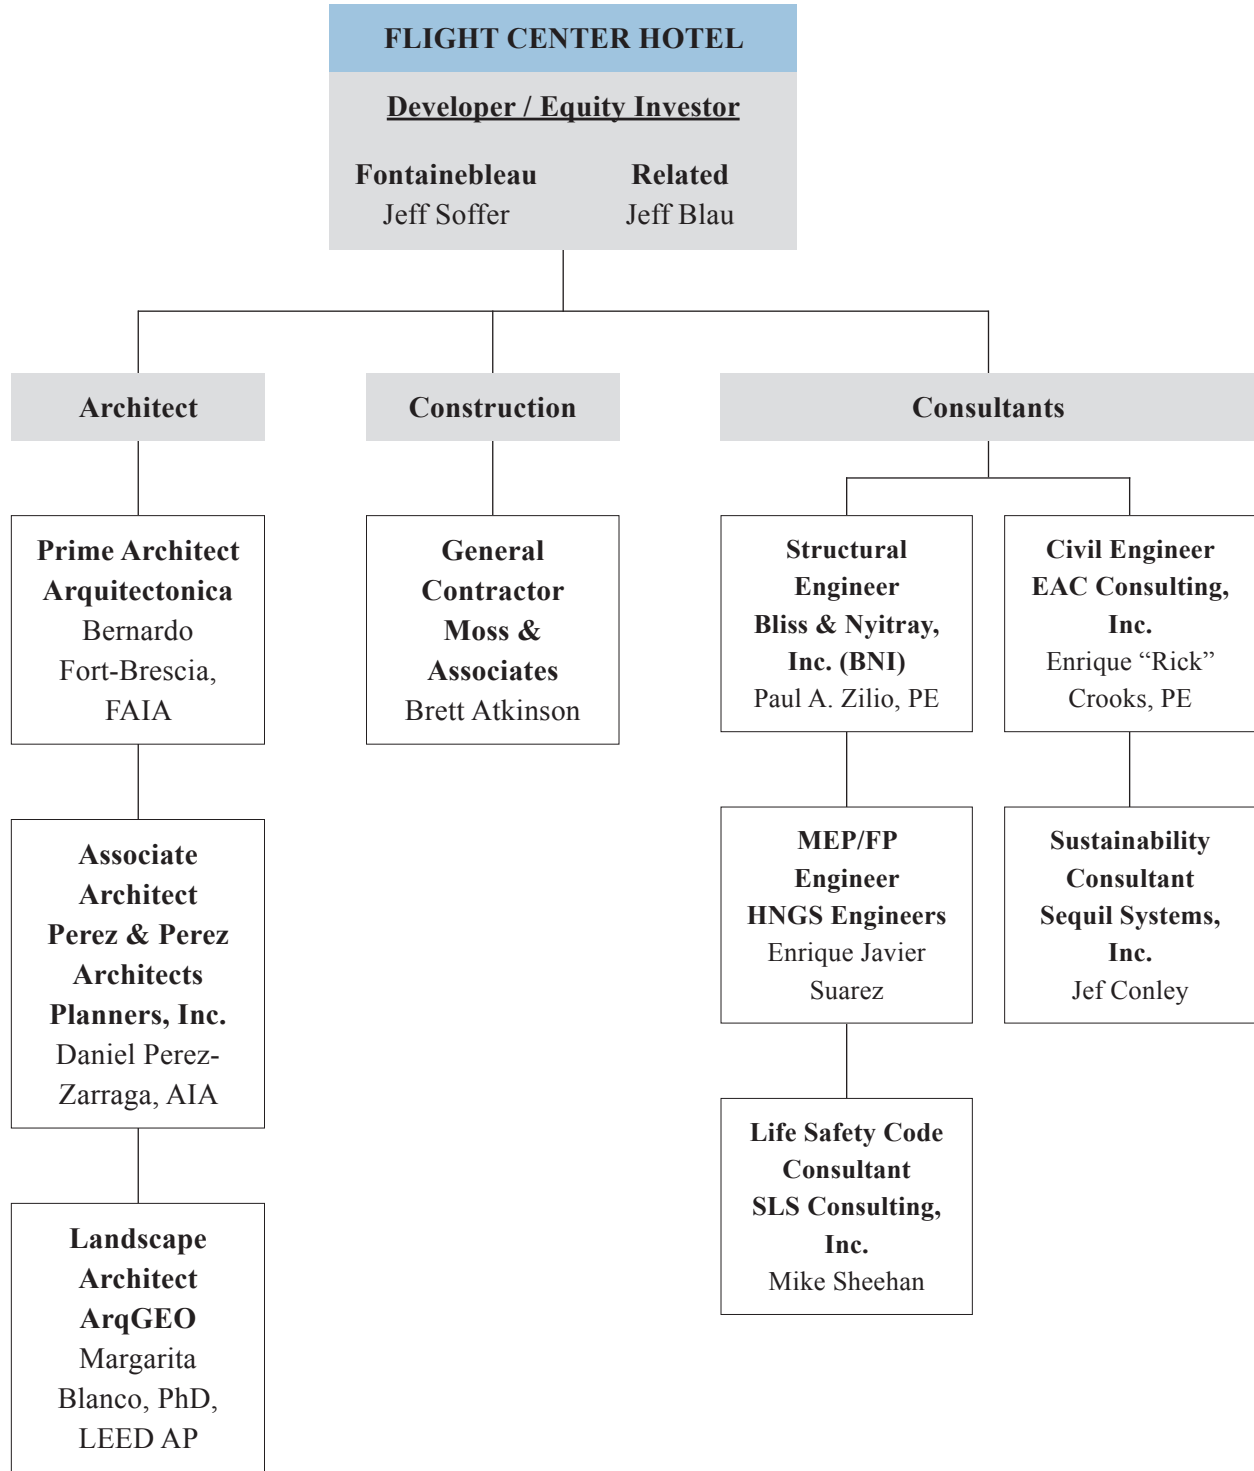 FLIGHT CENTER HOTEL
Developer / Equity Investor
Fontainebleau
Jeff Soffer
Related
Jeff Blau
Architect
Construction
Consultants
Prime Architect
Arquitectonica
Bernardo
Fort-Brescia,
FAIA
General
Contractor
Moss &
Associates
Brett Atkinson
Structural
Engineer
Bliss & Nyitray,
Inc. (BNI)
Paul A. Zilio, PE
Civil Engineer
EAC Consulting,
Inc.
Enrique “Rick”
Crooks, PE
Associate
Architect
Perez & Perez
Architects
Planners, Inc.
Daniel Perez-
Zarraga, AIA
MEP/FP
Engineer
HNGS Engineers
Enrique Javier
Suarez
Sustainability
Consultant
Sequil Systems,
Inc.
Jef Conley
Life Safety Code
Consultant
SLS Consulting,
Inc.
Mike Sheehan
Landscape
Architect
ArqGEO
Margarita
Blanco, PhD,
LEED AP